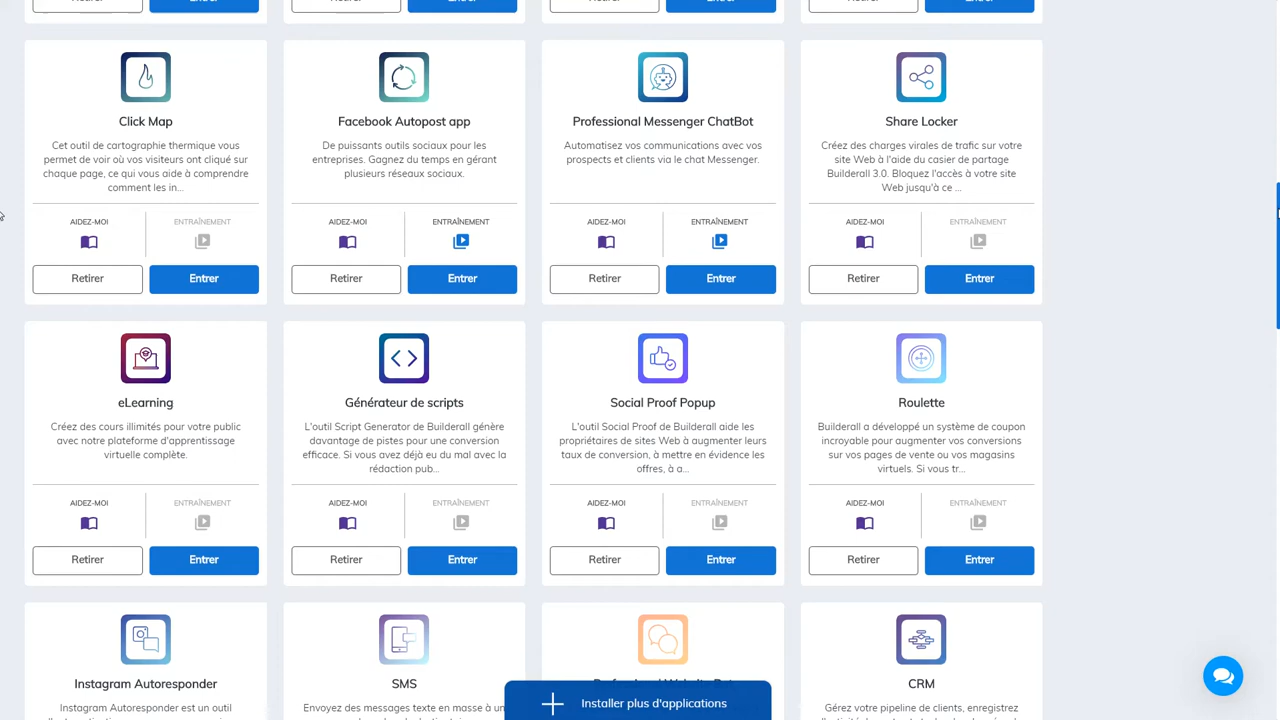 Retirer
Entrer
Retirer
Entrer
Click Map
Cet outil de cartographie thermique vous
permet de voir où vos visiteurs ont cliqué sur
chaque page, ce qui vous aide à comprendre
comment les in...
AIDEZ-MOI
ENTRAÎNEMENT
Retirer
Entrer
Facebook Autopost app
De puissants outils sociaux pour les
entreprises. Gagnez du temps en gérant
plusieurs réseaux sociaux.
AIDEZ-MOI
ENTRAÎNEMENT
Retirer
Entrer
Professional Messenger ChatBot
Automatisez vos communications avec vos
prospects et clients via le chat Messenger.
AIDEZ-MOI
ENTRAÎNEMENT
Retirer
Entrer
Share Locker
Créez des charges virales de trafic sur votre
site Web à l'aide du casier de partage
Builderall 3.0. Bloquez l'accès à votre site
Web jusqu'à ce ...
AIDEZ-MOI
ENTRAÎNEMENT
Retirer
Entrer
eLearning
Créez des cours illimités pour votre public
avec notre plateforme d'apprentissage
virtuelle complète.
AIDEZ-MOI
ENTRAÎNEMENT
Retirer
Entrer
Générateur de scripts
L'outil Script Generator de Builderall génère
davantage de pistes pour une conversion
efficace. Si vous avez déjà eu du mal avec la
rédaction pub...
AIDEZ-MOI
ENTRAÎNEMENT
Retirer
Entrer
Social Proof Popup
L'outil Social Proof de Builderall aide les
propriétaires de sites Web à augmenter leurs
taux de conversion, à mettre en évidence les
offres, à a...
AIDEZ-MOI
ENTRAÎNEMENT
Retirer
Entrer
Roulette
Builderall a développé un système de coupon
incroyable pour augmenter vos conversions
sur vos pages de vente ou vos magasins
virtuels. Si vous tr...
AIDEZ-MOI
ENTRAÎNEMENT
Retirer
Entrer
Instagram Autoresponder
Instagram Autoresponder est un outil
SMS
Envoyez des messages texte en masse à
CRM
Gérez votre pipeline de clients, enregistrez
Installer plus d'applications